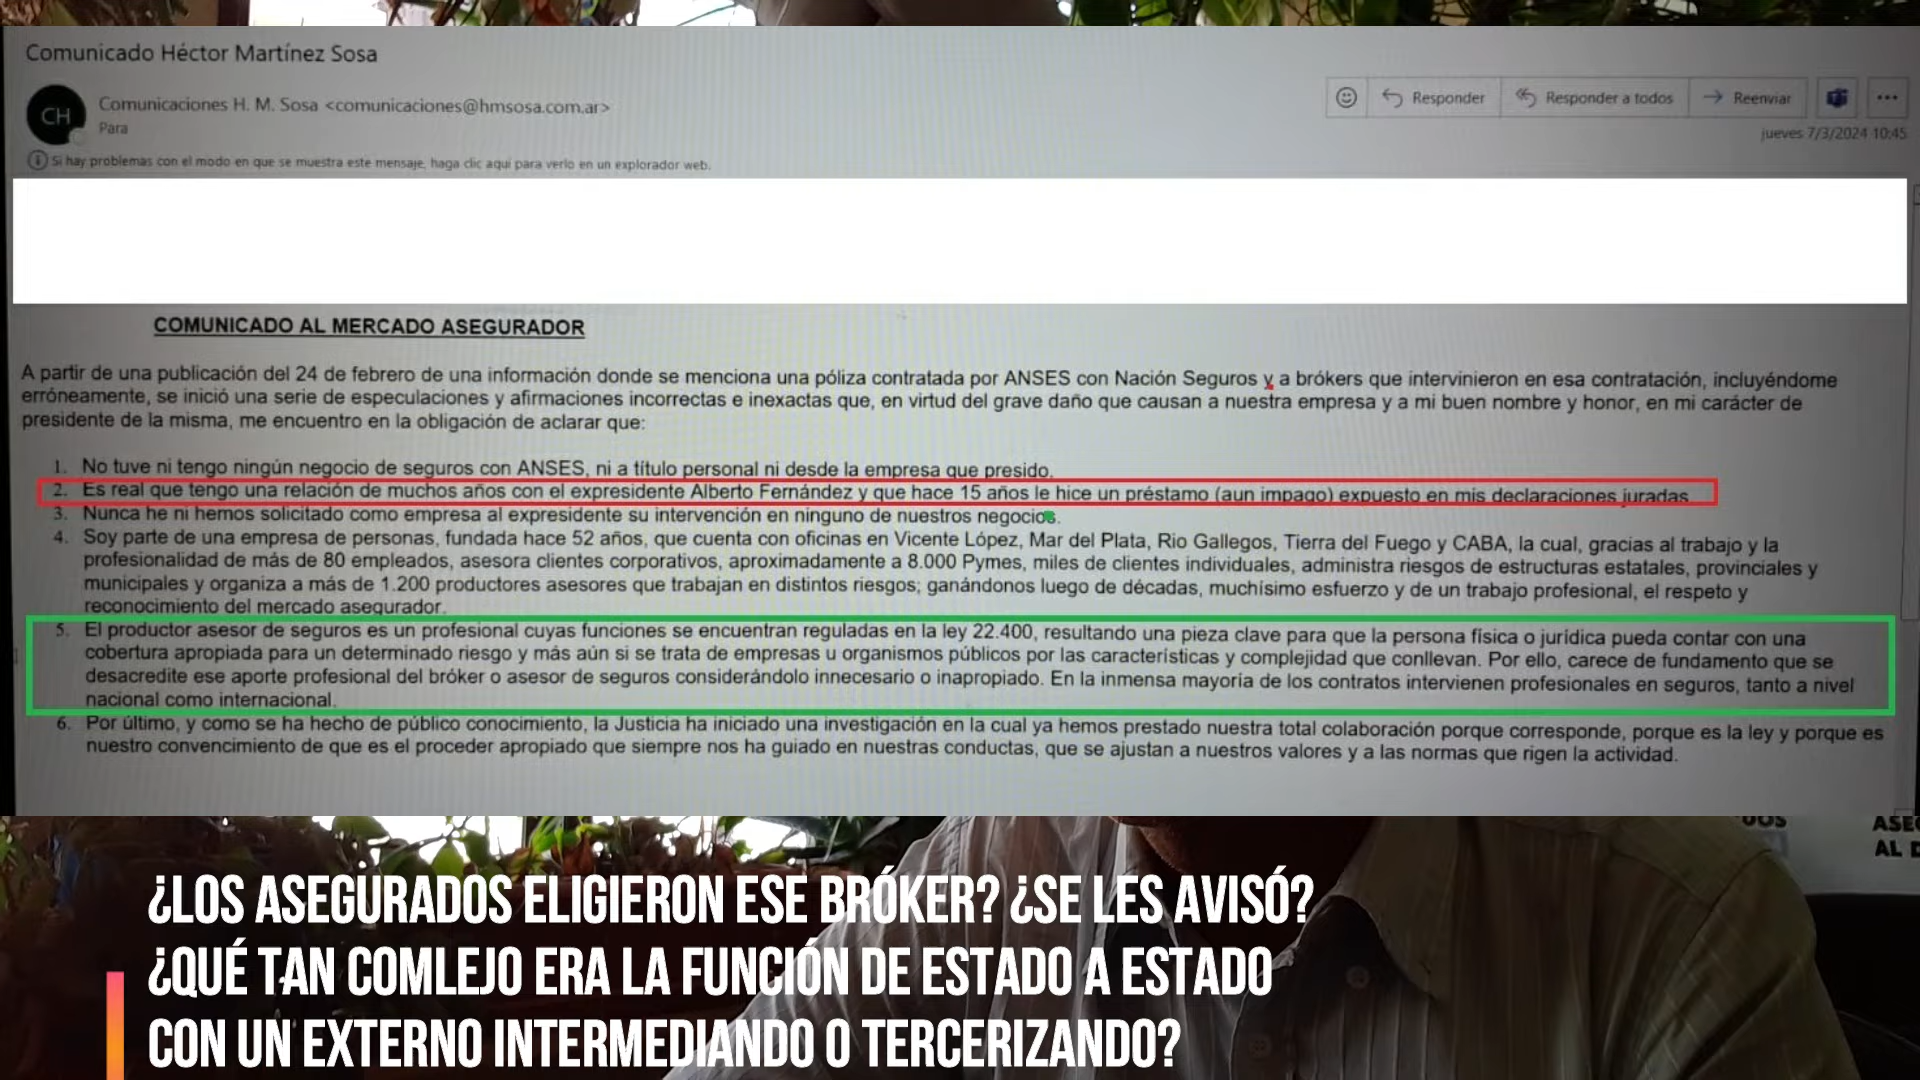 Comunicado Héctor Martínez Sosa
CH
Comunicaciones H. M. Sosa <comunicaciones@hmsosa.com.ar>
Para
Responder
Responder a todos
Reenviar
jueves 7/3/2024 10:45
Si hay problemas con el modo en que se muestra este mensaje, haga clic aquí para verlo en un explorador web.
COMUNICADO AL MERCADO ASEGURADOR
A partir de una publicación del 24 de febrero de una información donde se menciona una póliza contratada por ANSES con Nación Seguros y a brókers que intervinieron en esa contratación, incluyéndome
erróneamente, se inició una serie de especulaciones y afirmaciones incorrectas e inexactas que, en virtud del grave daño que causan a nuestra empresa y a mi buen nombre y honor, en mi carácter de
presidente de la misma, me encuentro en la obligación de aclarar que:
1. No tuve ni tengo ningún negocio de seguros con ANSES, ni a título personal ni desde la empresa que presido.
2. Es real que tengo una relación de muchos años con el expresidente Alberto Fernández y que hace 15 años le hice un préstamo (aun impago) expuesto en mis declaraciones juradas
3. Nunca he ni hemos solicitado como empresa al expresidente su intervención en ninguno de nuestros negocios.
4. Soy parte de una empresa de personas, fundada hace 52 años, que cuenta con oficinas en Vicente López, Mar del Plata, Rio Gallegos, Tierra del Fuego y CABA, la cual, gracias al trabajo y la
profesionalidad de más de 80 empleados, asesora clientes corporativos, aproximadamente a 8.000 Pymes, miles de clientes individuales, administra riesgos de estructuras estatales, provinciales y
municipales y organiza a más de 1.200 productores asesores que trabajan en distintos riesgos; ganándonos luego de décadas, muchísimo esfuerzo y de un trabajo profesional, el respeto y
reconocimiento del mercado asegurador.
5. El productor asesor de seguros es un profesional cuyas funciones se encuentran reguladas en la ley 22.400, resultando una pieza clave para que la persona física o jurídica pueda contar con una
cobertura apropiada para un determinado riesgo y más aún si se trata de empresas u organismos públicos por las características y complejidad que conllevan. Por ello, carece de fundamento que se
desacredite ese aporte profesional del bróker o asesor de seguros considerándolo innecesario o inapropiado. En la inmensa mayoría de los contratos intervienen profesionales en seguros, tanto a nivel
nacional como internacional.
6. Por último, y como se ha hecho de público conocimiento, la Justicia ha iniciado una investigación en la cual ya hemos prestado nuestra total colaboración porque corresponde, porque es la ley y porque es
nuestro convencimiento de que es el proceder apropiado que siempre nos ha guiado en nuestras conductas, que se ajustan a nuestros valores y a las normas que rigen la actividad.
¿LOS ASEGURADOS ELIGIERON ESE BRÓKER? ¿SE LES AVISÓ?
¿QUÉ TAN COMLEJO ERA LA FUNCIÓN DE ESTADO A ESTADO
CON UN EXTERNO INTERMEDIANDO O TERCERIZANDO?